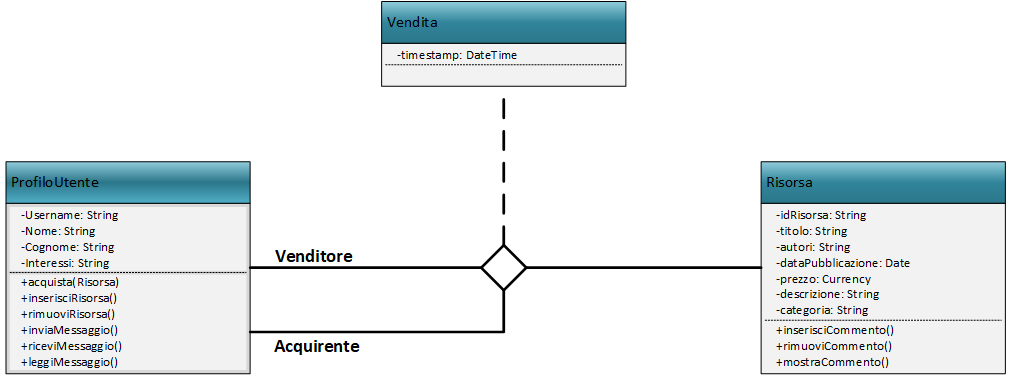 Vendita
-timestamp: DateTime
ProfiloUtente
-Username: String
-Nome: String
-Cognome: String
-Interessi: String
+acquista(Risorsa)
+inserisciRisorsa()
+rimuoviRisorsa()
+inviaMessaggio()
+riceviMessaggio()
+leggiMessaggio()
Venditore
Acquirente
Risorsa
-idRisorsa: String
-titolo: String
-autori: String
-dataPubblicazione: Date
-prezzo: Currency
-descrizione: String
-categoria: String
+inserisciCommento()
+rimuoviCommento()
+mostraCommento()